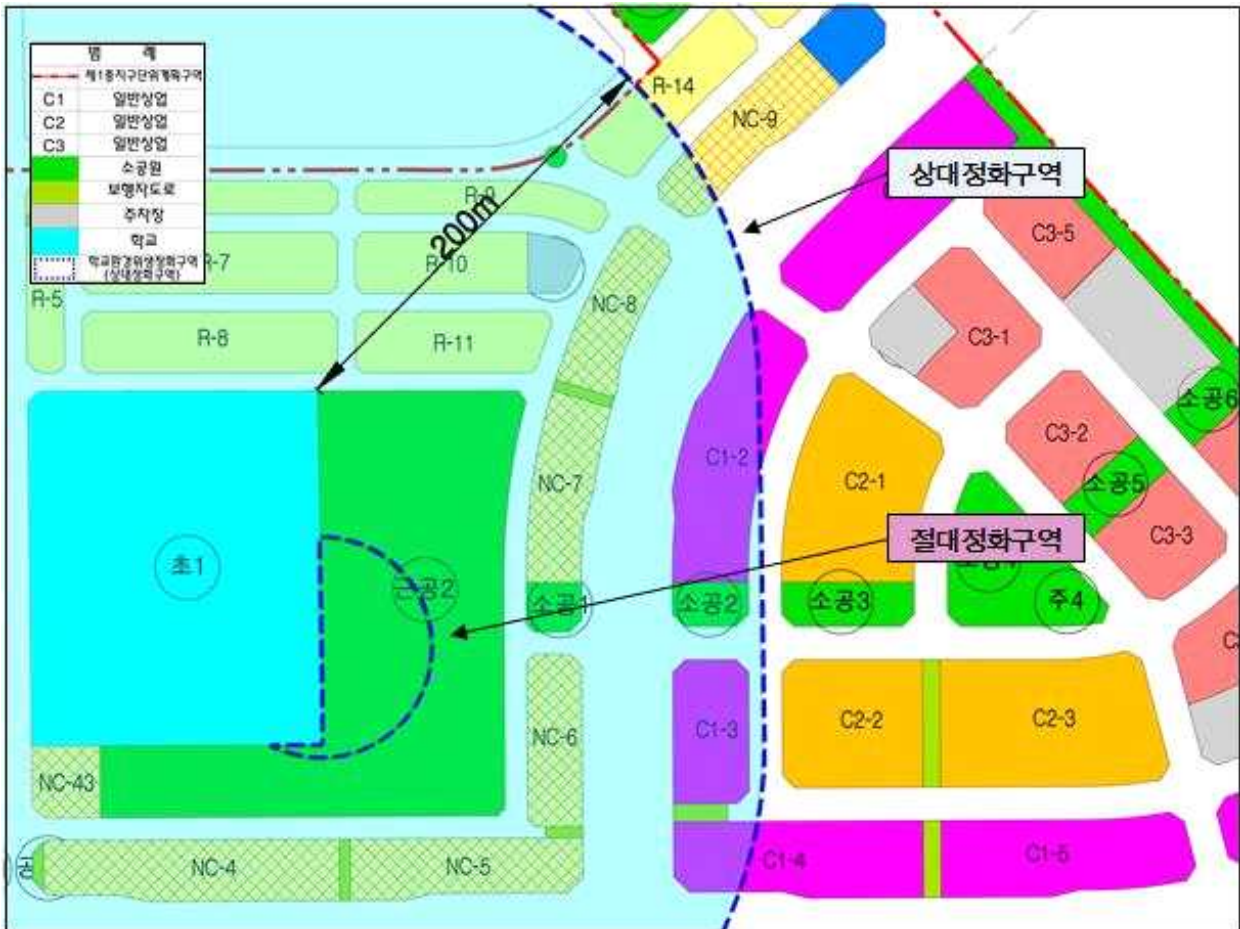 범 례
제1종지구단위계획구역
C1 일반상업
C2 일반상업
C3 일반상업
소공원
보행자도로
주차장
학교
학교환경위생정화구역
(상대정화구역)
R-14
NC-9
상대정화구역
R-9
200m
C3-5
R-7
R-10
R-5
NC-8
R-8
R-11
C3-1
소공6
C3-2
C1-2
C2-1
NC-7
소공5
C3-3
절대정화구역
초1
근공2
소공1
소공2
소공3
주4
C1-3
C2-2
C2-3
NC-6
NC-43
NC-4
NC-5
C1-4
C1-5